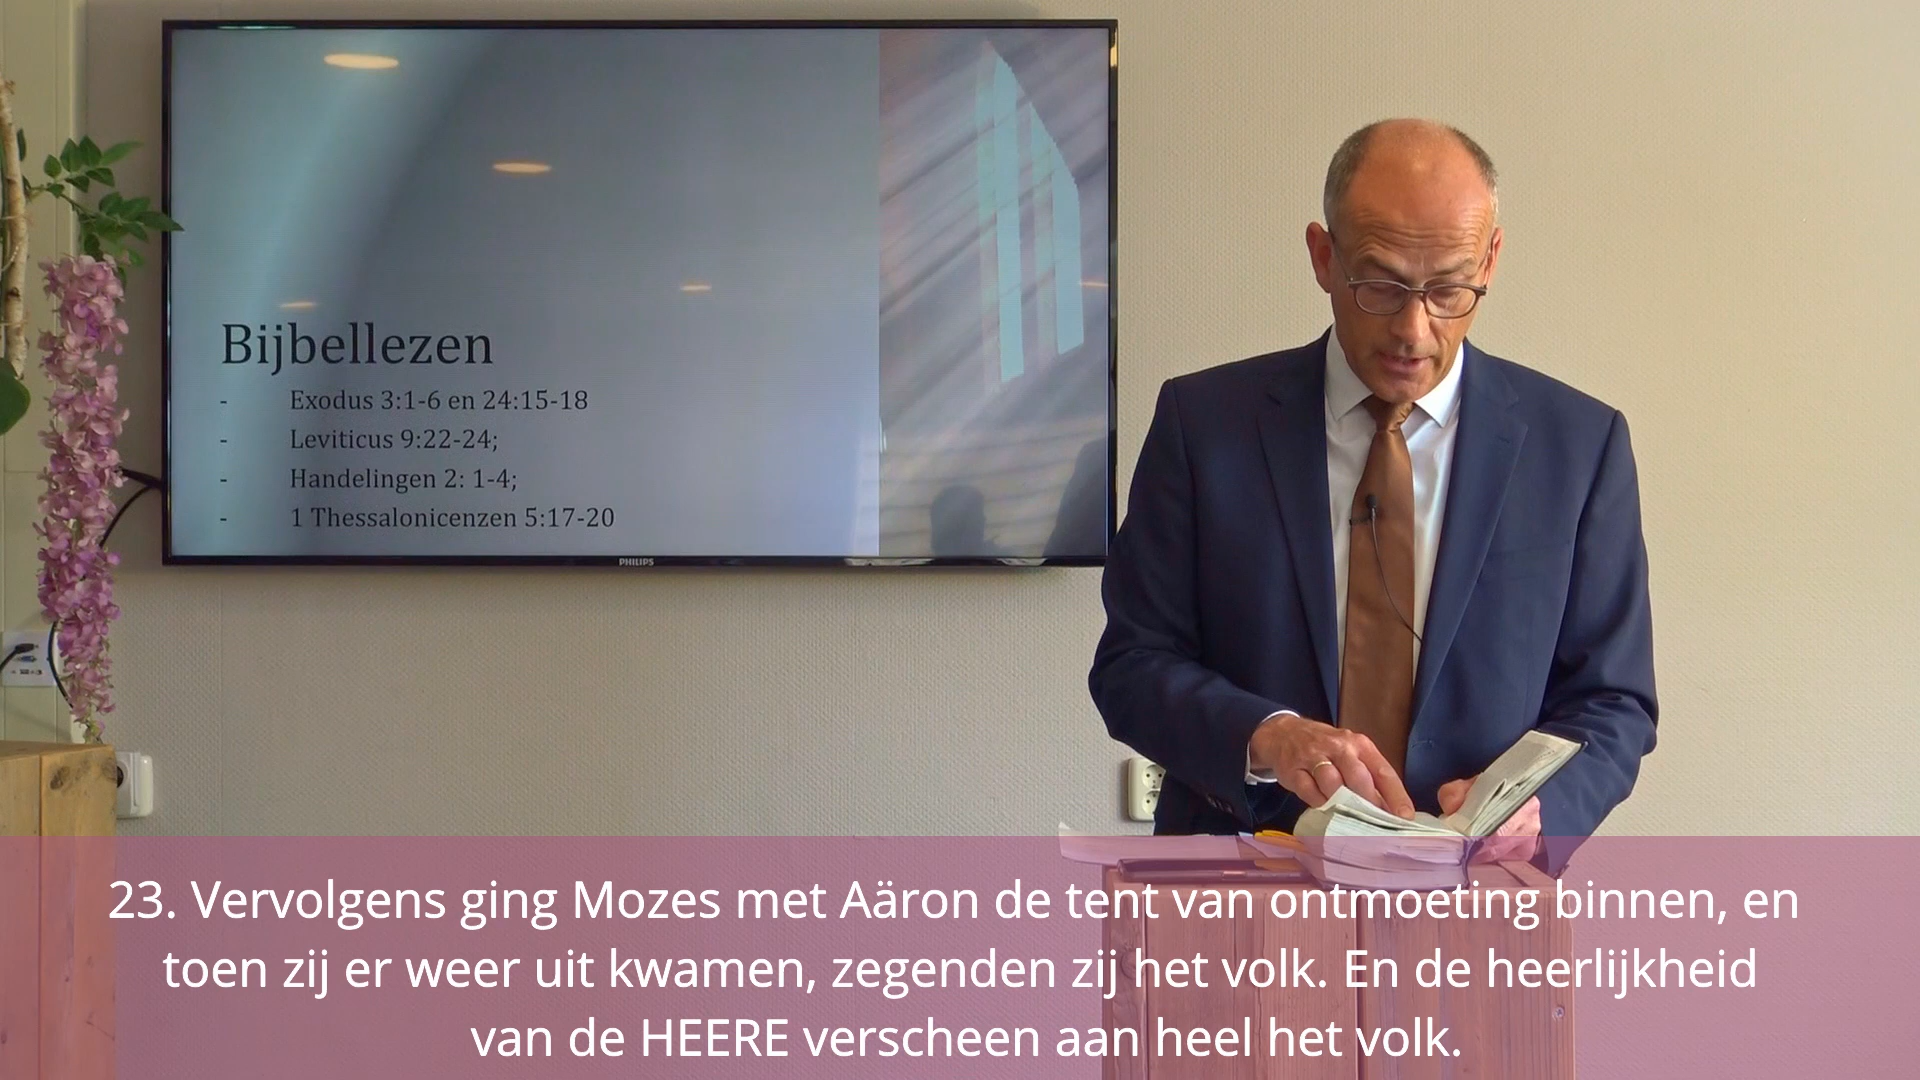 Bijbellezen
- Exodus 3:1-6 en 24:15-18
- Leviticus 9:22-24;
- Handelingen 2: 1-4;
- 1 Thessalonicenzen 5:17-20
PHILIPS
23. Vervolgens ging Mozes met Aäron de tent van ontmoeting binnen, en
toen zij er weer uit kwamen, zegenden zij het volk. En de heerlijkheid
van de HEERE verscheen aan heel het volk.